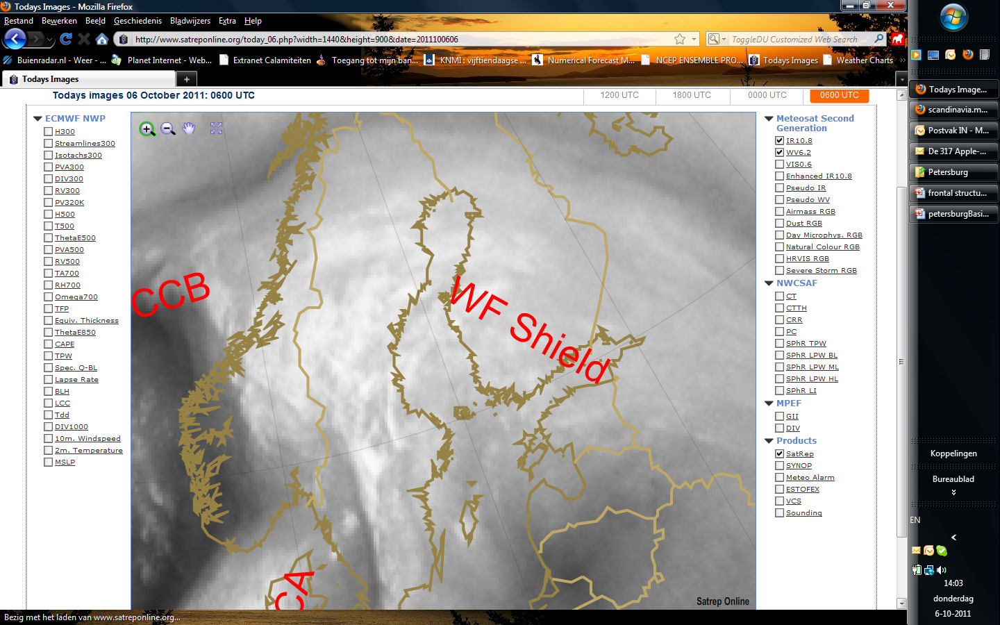 Todays Images - Mozilla Firefox
Bestand Bewerken Beeld Geschiedenis Bladwijzers Extra Help
http://www.satreponline.org/today_06.php?width=1440&height=900&date=2011100606
ToggleDU Customized Web Search
Buienradar.nl - Weer - ... Planet Internet - Web... Extranet Calamiteiten Toegang tot mijn ban... KNMI : vijftiendaagse ... Numerical Forecast M... NCEP ENSEMBLE PRO... Todays Images Weather Charts
Todays Images
Todays images 06 October 2011: 0600 UTC
1200 UTC 1800 UTC 0000 UTC 0600 UTC
ECMWF NWP
H300
Streamlines300
Isotachs300
PVA300
DIV300
RV300
PV320K
H500
T500
ThetaE500
PVA500
RV500
TA700
RH700
Omega700
TFP
Equiv. Thickness
ThetaE850
CAPE
TPW
Spec. Q-BL
Lapse Rate
BLH
LCC
Tdd
DIV1000
10m. Windspeed
2m. Temperature
MSLP
CCB
WF Shield
CA
Satrep Online
Meteosat Second
Generation
IR10.8
WV6.2
VIS0.6
Enhanced IR10.8
Pseudo IR
Pseudo WV
Airmass RGB
Dust RGB
Day Microphys. RGB
Natural Colour RGB
HRVIS RGB
Severe Storm RGB
NWCSAF
CT
CTTH
CRR
PC
SPhR TPW
SPhR LPW BL
SPhR LPW ML
SPhR LPW HL
SPhR LI
MPEF
GII
DIV
Products
SatRep
SYNOP
Meteo Alarm
ESTOFEX
VCS
Sounding
Bezig met het laden van www.satreponline.org...
Todays Image...
scandinavia.m...
Postvak IN - M...
De 317 Apple-...
Petersburg
frontal structu...
petersburgBasi...
Koppelingen
Bureaublad
EN
14:03
donderdag
6-10-2011